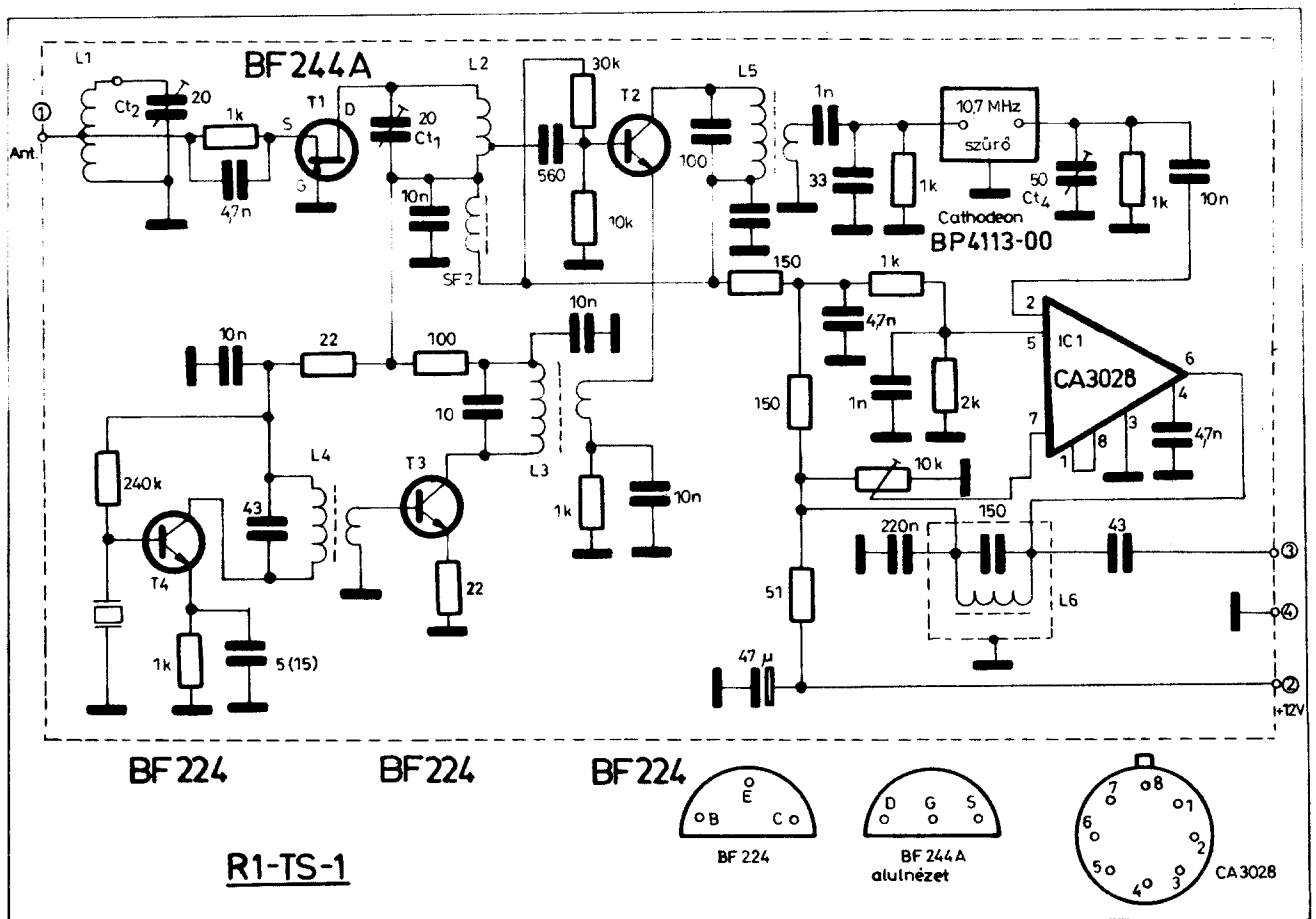 BF244A
L1
①
Ant.
Ct2
20
1k
4,7n
T1
S
D
G
20
Ct1
L2
10n
SF2
560
30k
10k
T2
100
L5
1n
33
1k
10,7 MHz
szűrő
Cathodeon
BP4113-00
50
Ct4
1k
10n
150
1k
4,7n
1n
2k
150
2
5
7
IC1
CA3028
6
4
3
8
1
4,7n
10k
10n
22
100
10
L3
10n
1k
10n
240k
T4
43
L4
T3
22
1k
5 (15)
220n
150
43
L6
51
47 µ
③
④
②
+12V
BF224
BF224
BF224
E
B
C
BF 224
D
G
S
BF 244A
alulnézet
7
8
1
6
2
5
4
3
CA3028
R1-TS-1